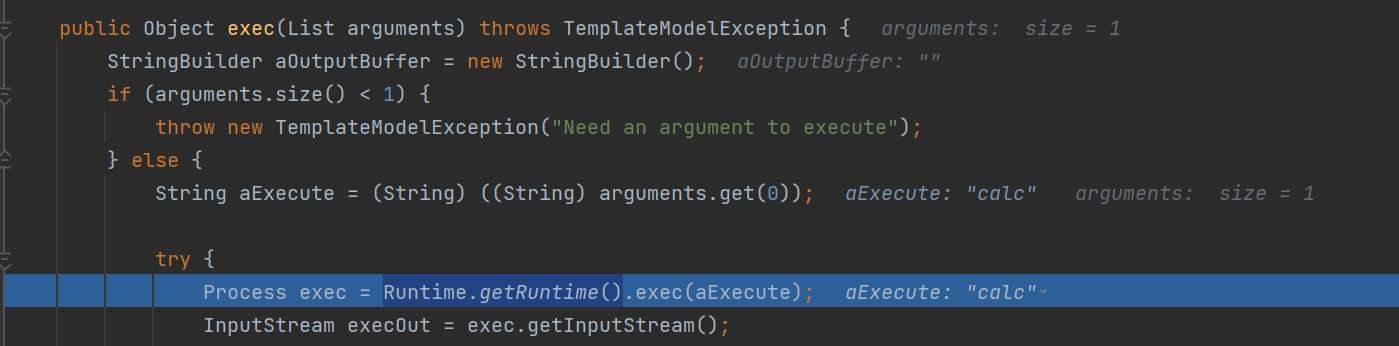 public Object exec(List arguments) throws TemplateModelException {   arguments:  size = 1
    StringBuilder aOutputBuffer = new StringBuilder();   aOutputBuffer: ""
    if (arguments.size() < 1) {
        throw new TemplateModelException("Need an argument to execute");
    } else {
        String aExecute = (String) ((String) arguments.get(0));   aExecute: "calc"   arguments:  size = 1
        try {
            Process exec = Runtime.getRuntime().exec(aExecute);   aExecute: "calc"
            InputStream execOut = exec.getInputStream();